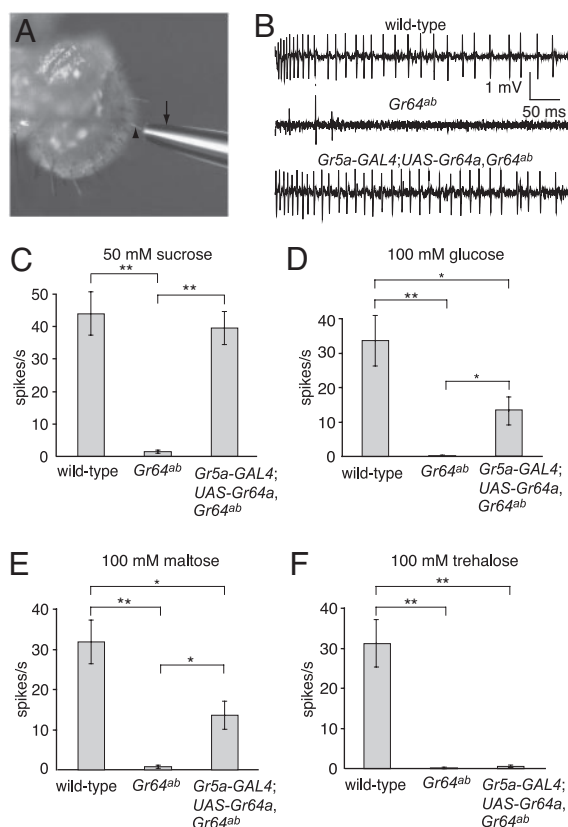 A
B
wild-type
1 mV
50 ms
Gr64ab
Gr5a-GAL4;UAS-Gr64a,Gr64ab
C
50 mM sucrose
**
**
spikes/s
50
40
30
20
10
0
wild-type
Gr64ab
Gr5a-GAL4;
UAS-Gr64a,
Gr64ab
D
100 mM glucose
*
**
*
spikes/s
40
30
20
10
0
wild-type
Gr64ab
Gr5a-GAL4;
UAS-Gr64a,
Gr64ab
E
100 mM maltose
*
**
*
spikes/s
40
30
20
10
0
wild-type
Gr64ab
Gr5a-GAL4;
UAS-Gr64a,
Gr64ab
F
100 mM trehalose
**
**
spikes/s
40
30
20
10
0
wild-type
Gr64ab
Gr5a-GAL4;
UAS-Gr64a,
Gr64ab